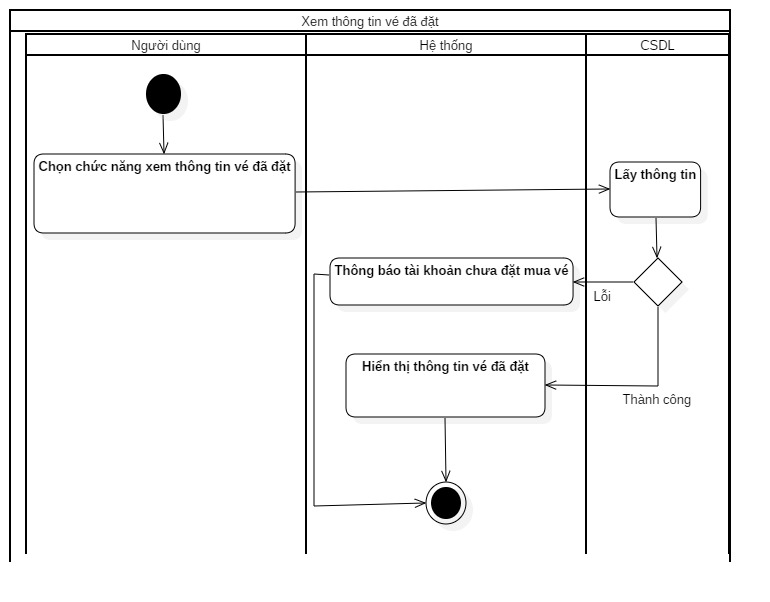 Xem thông tin vé đã đặt
Người dùng
Hệ thống
CSDL
Chọn chức năng xem thông tin vé đã đặt
Lấy thông tin
Thông báo tài khoản chưa đặt mua vé
Lỗi
Hiển thị thông tin vé đã đặt
Thành công